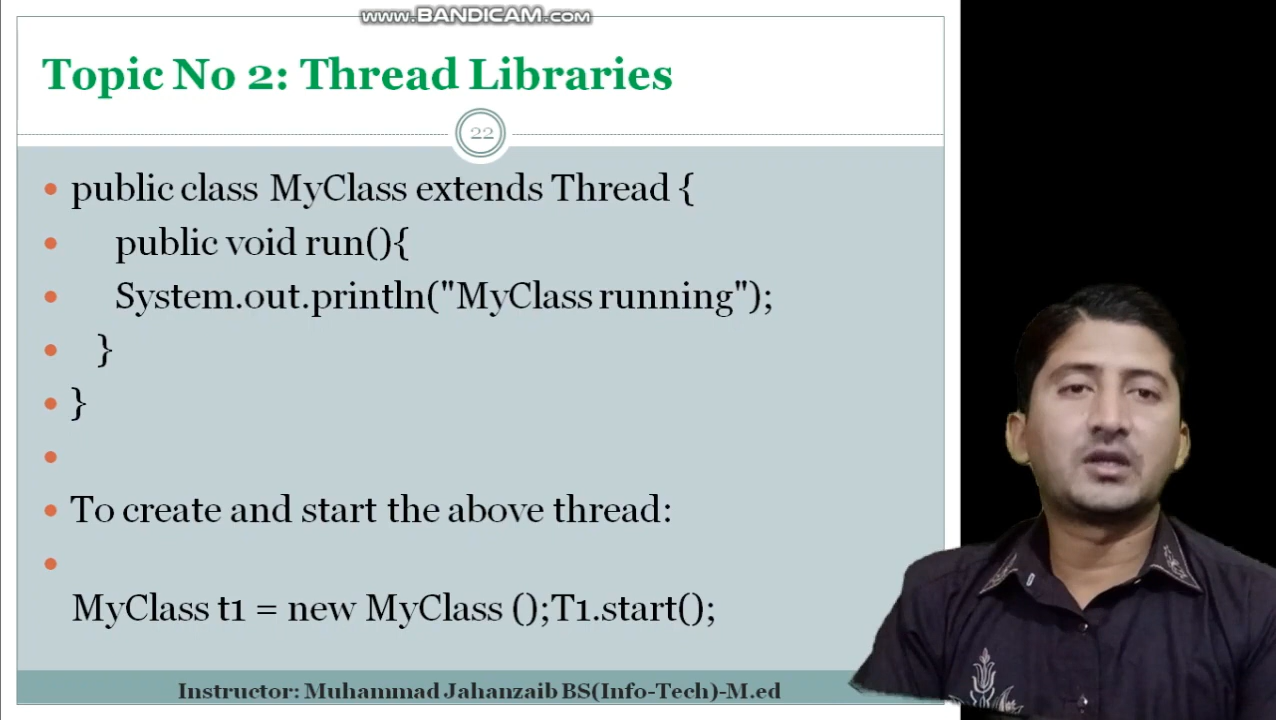 www.BANDICAM.com
Topic No 2: Thread Libraries
22
public class MyClass extends Thread {
public void run(){
System.out.println("MyClass running");
}
}
To create and start the above thread:
MyClass t1 = new MyClass ();T1.start();
Instructor: Muhammad Jahanzaib BS(Info-Tech)-M.ed